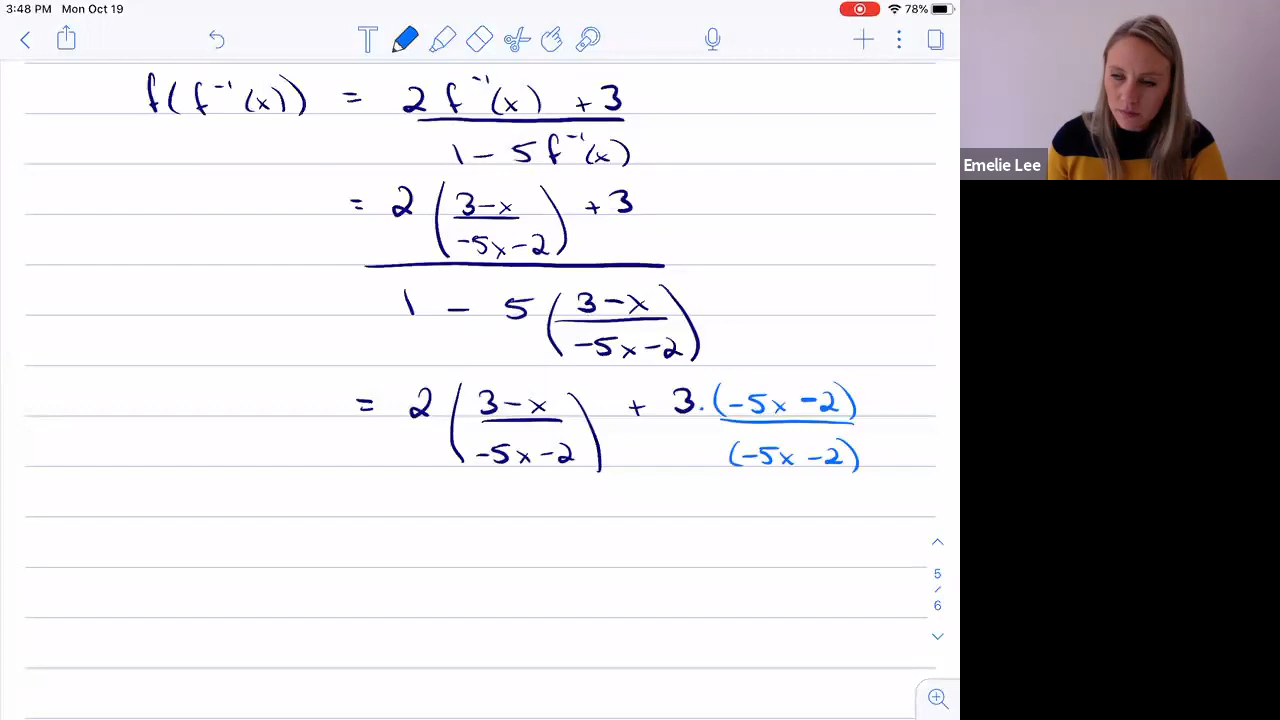 3:48 PM Mon Oct 19
78%
T
f(f⁻¹(x)) = 2f⁻¹(x) + 3
1 - 5f⁻¹(x)
Emelie Lee
= 2(3-x
-5x-2) + 3
1 - 5(3-x
-5x-2)
= 2(3-x
-5x-2) + 3·(-5x-2)
(-5x-2)
5
/
6